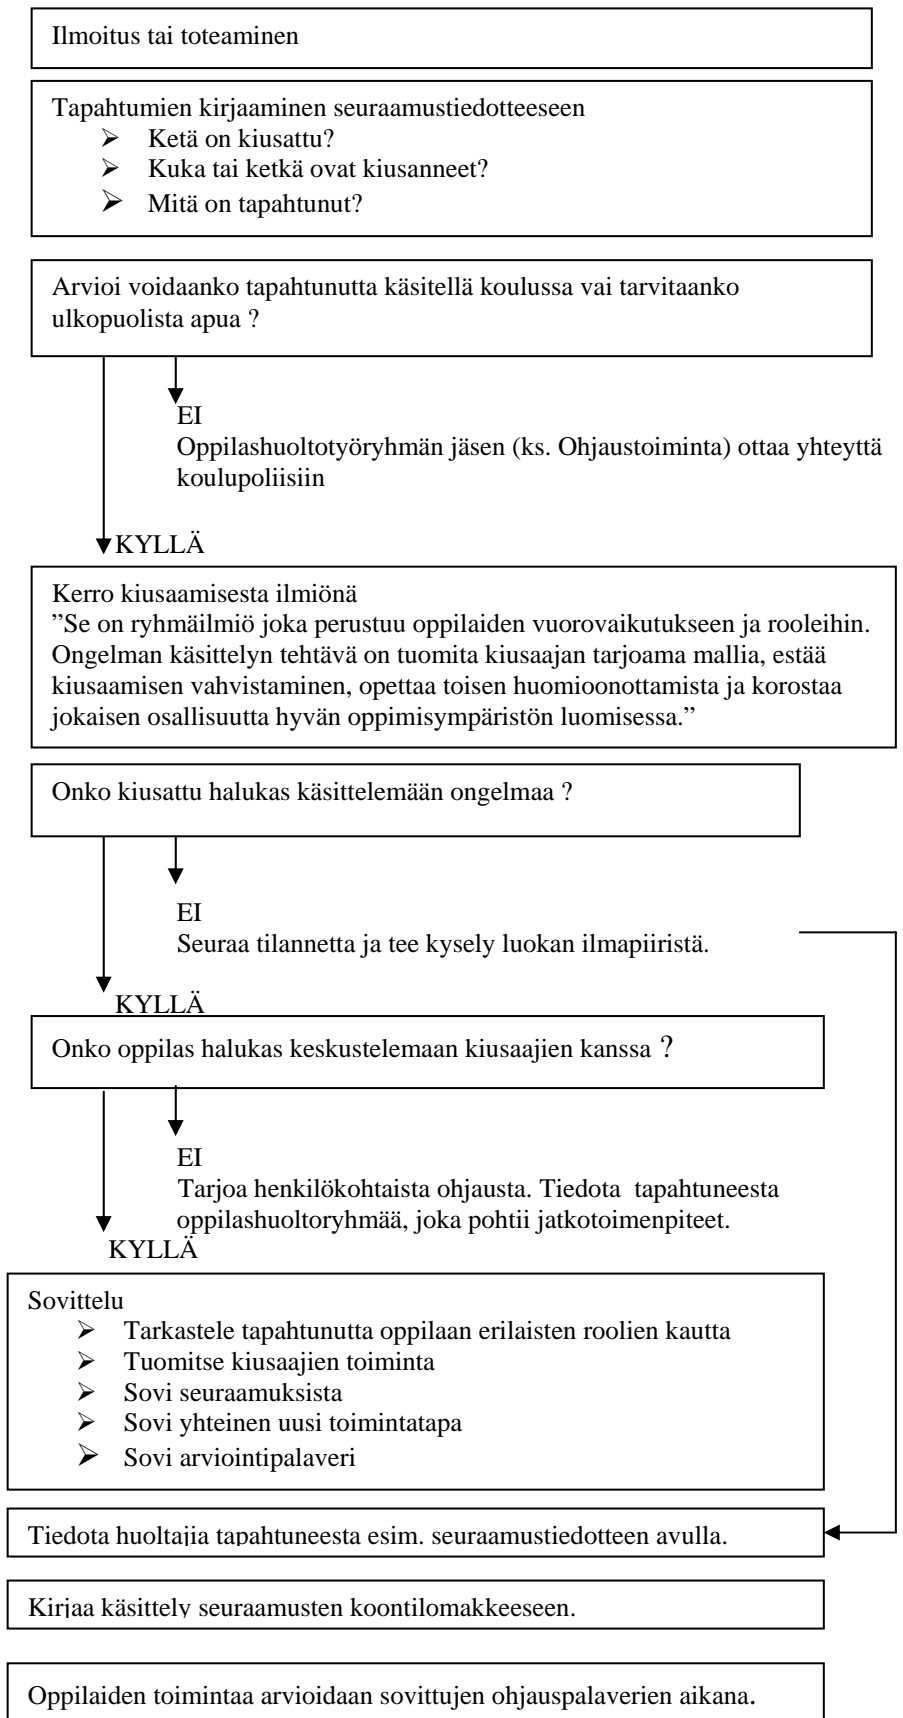 Ilmoitus tai toteaminen
Tapahtumien kirjaaminen seuraamustiedotteeseen
➢ Ketä on kiusattu?
➢ Kuka tai ketkä ovat kiusanneet?
➢ Mitä on tapahtunut?
Arvioi voidaanko tapahtunutta käsitellä koulussa vai tarvitaanko
ulkopuolista apua ?
EI
Oppilashuoltotyöryhmän jäsen (ks. Ohjaustoiminta) ottaa yhteyttä
koulupoliisiin
KYLLÄ
Kerro kiusaamisesta ilmiönä
”Se on ryhmäilmiö joka perustuu oppilaiden vuorovaikutukseen ja rooleihin.
Ongelman käsittelyn tehtävä on tuomita kiusaajan tarjoama mallia, estää
kiusaamisen vahvistaminen, opettaa toisen huomioonottamista ja korostaa
jokaisen osallisuutta hyvän oppimisympäristön luomisessa.”
Onko kiusattu halukas käsittelemään ongelmaa ?
EI
Seuraa tilannetta ja tee kysely luokan ilmapiiristä.
KYLLÄ
Onko oppilas halukas keskustelemaan kiusaajien kanssa ?
EI
Tarjoa henkilökohtaista ohjausta. Tiedota tapahtuneesta
oppilashuoltoryhmää, joka pohtii jatkotoimenpiteet.
KYLLÄ
Sovittelu
➢ Tarkastele tapahtunutta oppilaan erilaisten roolien kautta
➢ Tuomitse kiusaajien toiminta
➢ Sovi seuraamuksista
➢ Sovi yhteinen uusi toimintatapa
➢ Sovi arviointipalaveri
Tiedota huoltajia tapahtuneesta esim. seuraamustiedotteen avulla.
Kirjaa käsittely seuraamusten koontilomakkeeseen.
Oppilaiden toimintaa arvioidaan sovittujen ohjauspalaverien aikana.